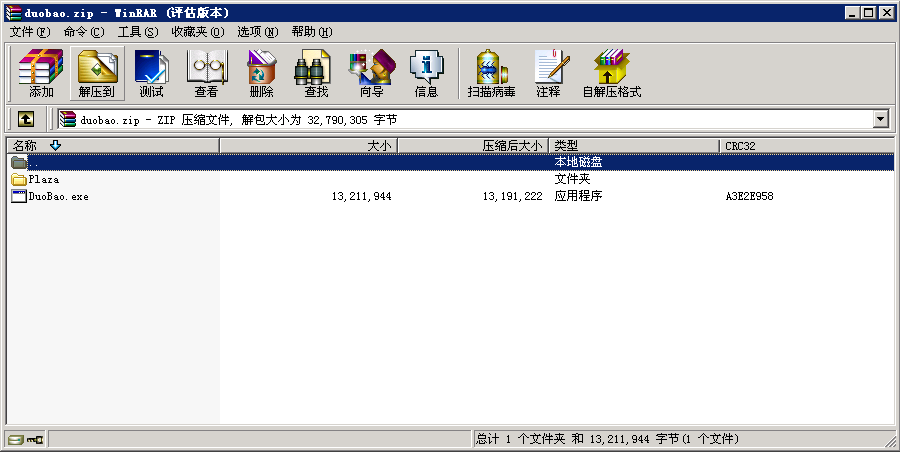 duobao.zip - WinRAR (评估版本)
文件(F) 命令(C) 工具(S) 收藏夹(O) 选项(N) 帮助(H)
添加 解压到 测试 查看 删除 查找 向导 信息 扫描病毒 注释 自解压格式
duobao.zip - ZIP 压缩文件, 解包大小为 32,790,305 字节
名称 大小 压缩后大小 类型 CRC32
.. 本地磁盘
Plaza 文件夹
DuoBao.exe 13,211,944 13,191,222 应用程序 A3E2E958
总计 1 个文件夹 和 13,211,944 字节(1 个文件)